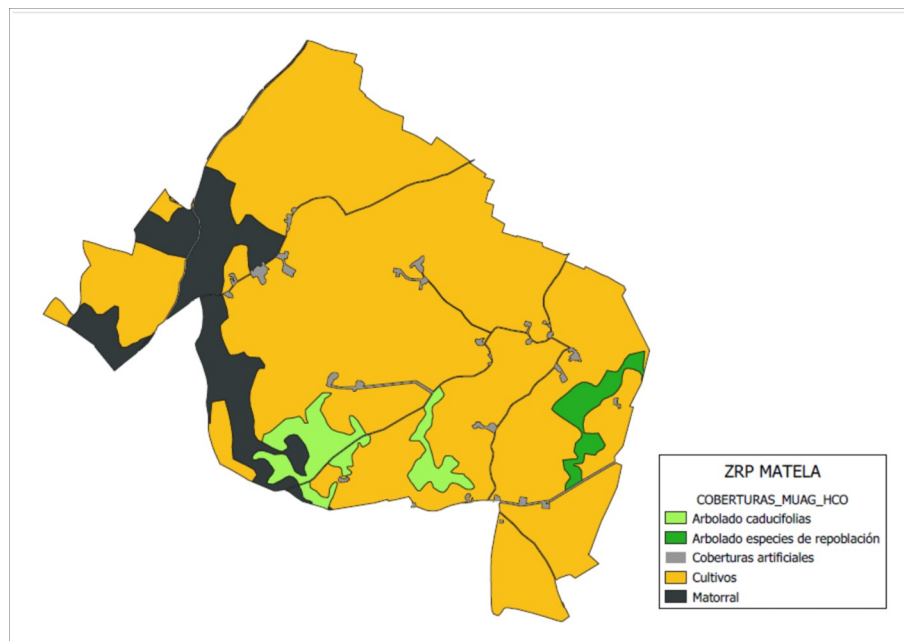 ZRP MATELA
COBERTURAS_MUAG_HCO
Arbolado caducifolias
Arbolado especies de repoblación
Coberturas artificiales
Cultivos
Matorral